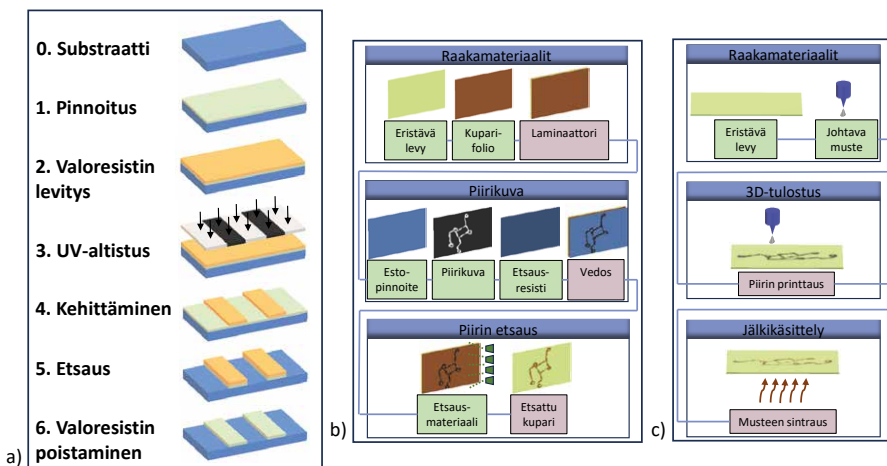 0. Substraatti
1. Pinnoitus
2. Valoresistin
levitys
3. UV-altistus
4. Kehittäminen
5. Etsaus
6. Valoresistin
poistaminen
a)
Raakamateriaalit
Eristävä
levy
Kupari-
folio
Laminaattori
Piirikuva
Esto-
pinnoite
Piirikuva
Etsaus-
resisti
Vedos
Piirin etsaus
Etsaus-
materiaali
Etsattu
kupari
b)
Raakamateriaalit
Eristävä
levy
Johtava
muste
3D-tulostus
Piirin printtaus
Jälkikäsittely
Musteen sintraus
c)